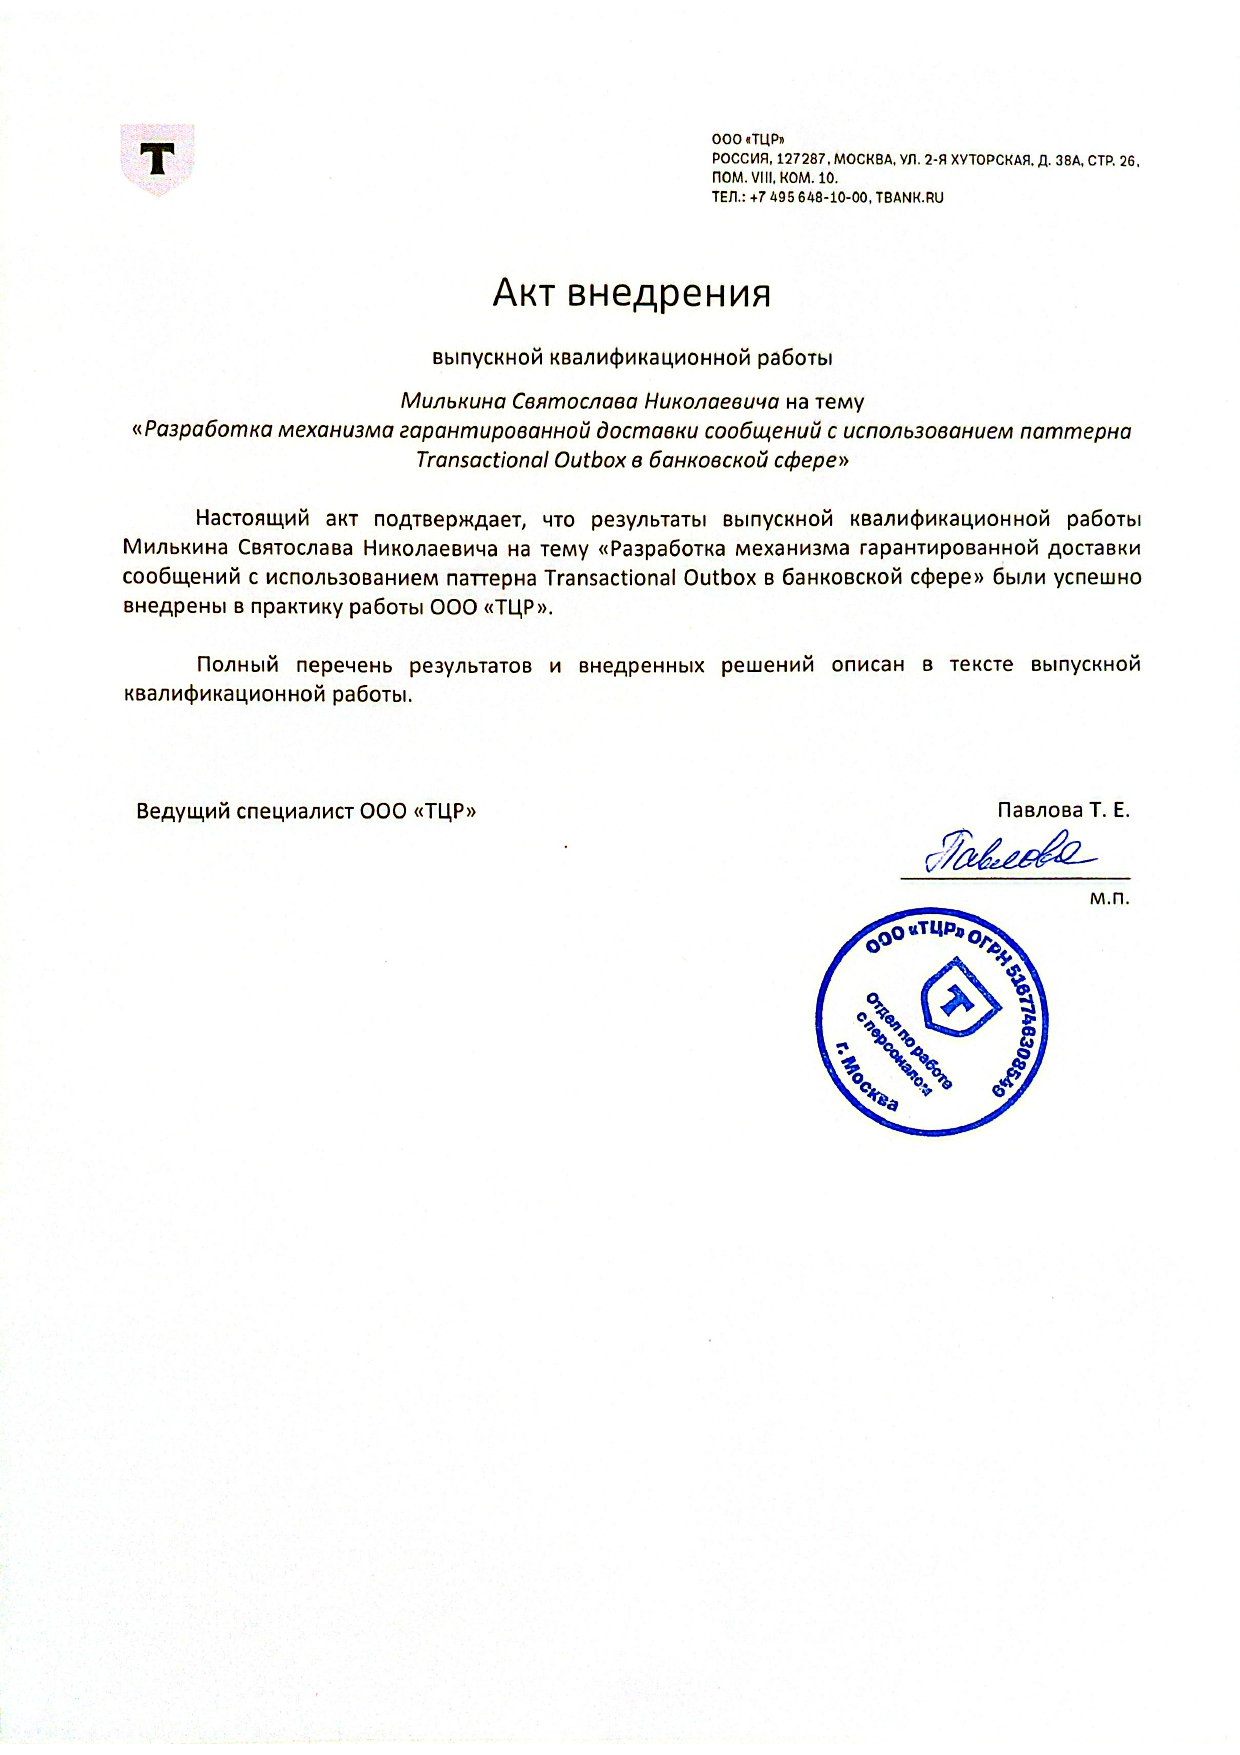 Т
ООО «ТЦР»
РОССИЯ, 127287, МОСКВА, УЛ. 2-Я ХУТОРСКАЯ, Д. 38А, СТР. 26,
ПОМ. VIII, КОМ. 10.
ТЕЛ.: +7 495 648-10-00, TBANK.RU
Акт внедрения
выпускной квалификационной работы
Милькина Святослава Николаевича на тему
«Разработка механизма гарантированной доставки сообщений с использованием паттерна
Transactional Outbox в банковской сфере»
Настоящий акт подтверждает, что результаты выпускной квалификационной работы
Милькина Святослава Николаевича на тему «Разработка механизма гарантированной доставки
сообщений с использованием паттерна Transactional Outbox в банковской сфере» были успешно
внедрены в практику работы ООО «ТЦР».
Полный перечень результатов и внедренных решений описан в тексте выпускной
квалификационной работы.
Ведущий специалист ООО «ТЦР»
Павлова Т. Е.
Павлова
м.п.
ООО «ТЦР» ОГРН 5167746308549
Т
Отдел по работе
с персоналом
г. Москва